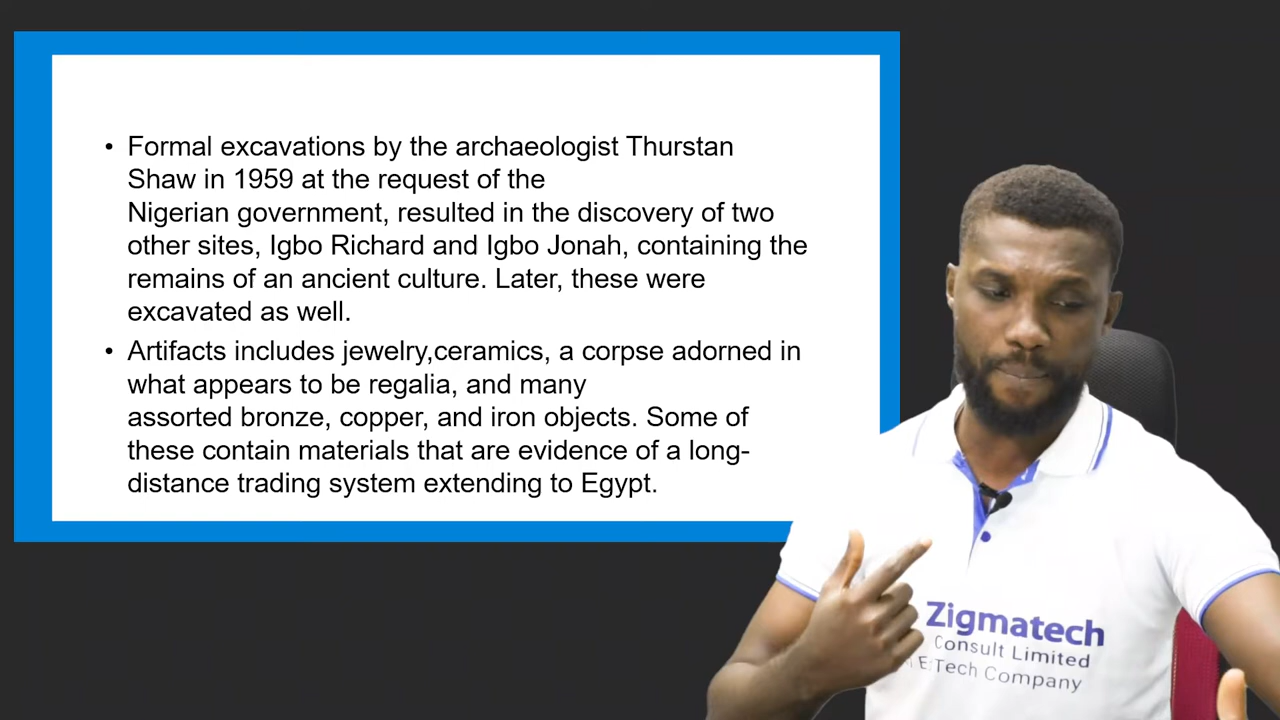 • Formal excavations by the archaeologist Thurstan
Shaw in 1959 at the request of the
Nigerian government, resulted in the discovery of two
other sites, Igbo Richard and Igbo Jonah, containing the
remains of an ancient culture. Later, these were
excavated as well.
• Artifacts includes jewelry,ceramics, a corpse adorned in
what appears to be regalia, and many
assorted bronze, copper, and iron objects. Some of
these contain materials that are evidence of a long-
distance trading system extending to Egypt.
Zigmatech
Consult Limited
Tech Company